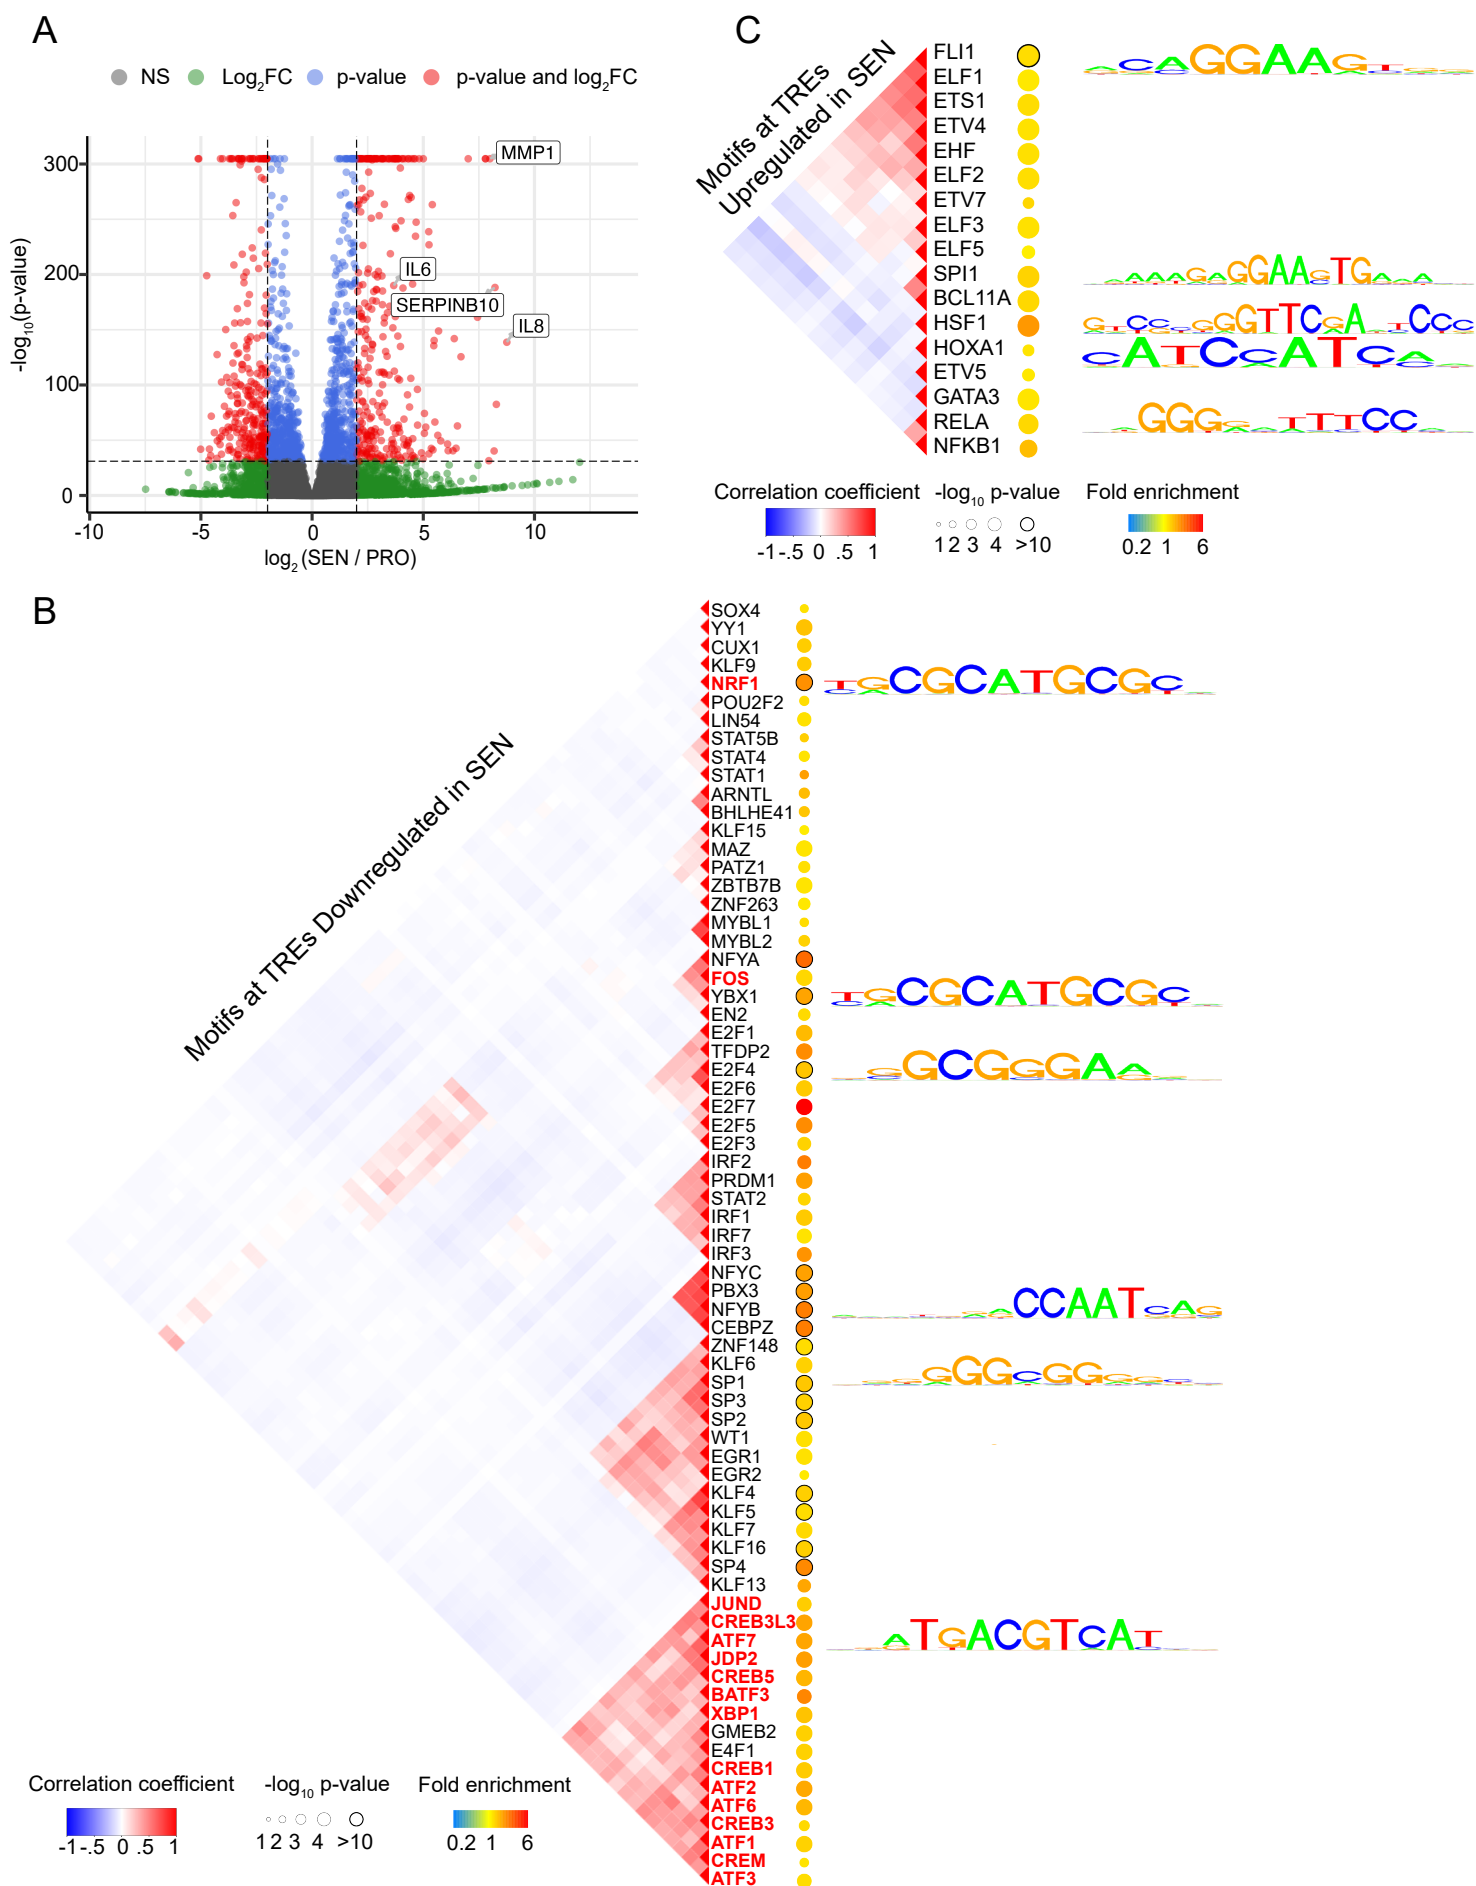 A
NS Log2FC p-value p-value and log2FC
-log10(p-value)
300
200
100
0
MMP1
IL6
SERPINB10
IL8
-10 -5 0 5 10
log2 (SEN / PRO)
C
Motifs at TREs
Upregulated in SEN
FLI1
ELF1
ETS1
ETV4
EHF
ELF2
ETV7
ELF3
ELF5
SPI1
BCL11A
HSF1
HOXA1
ETV5
GATA3
RELA
NFKB1
Correlation coefficient -log10 p-value Fold enrichment
-1 -.5 0 .5 1 1 2 3 4 >10 0.2 1 6
B
Motifs at TREs Downregulated in SEN
SOX4
YY1
CUX1
KLF9
NRF1
POU2F2
LIN54
STAT5B
STAT4
STAT1
ARNTL
BHLHE41
KLF15
MAZ
PATZ1
ZBTB7B
ZNF263
MYBL1
MYBL2
NFYA
FOS
YBX1
EN2
E2F1
TFDP2
E2F4
E2F6
E2F7
E2F5
E2F3
IRF2
PRDM1
STAT2
IRF1
IRF7
IRF3
NFYC
PBX3
NFYB
CEBPZ
ZNF148
KLF6
SP1
SP3
SP2
WT1
EGR1
EGR2
KLF4
KLF5
KLF7
KLF16
SP4
KLF13
JUND
CREB3L3
ATF7
JDP2
CREB5
BATF3
XBP1
GMEB2
E4F1
CREB1
ATF2
ATF6
CREB3
ATF1
CREM
ATF3
Correlation coefficient -log10 p-value Fold enrichment
-1 -.5 0 .5 1 1 2 3 4 >10 0.2 1 6